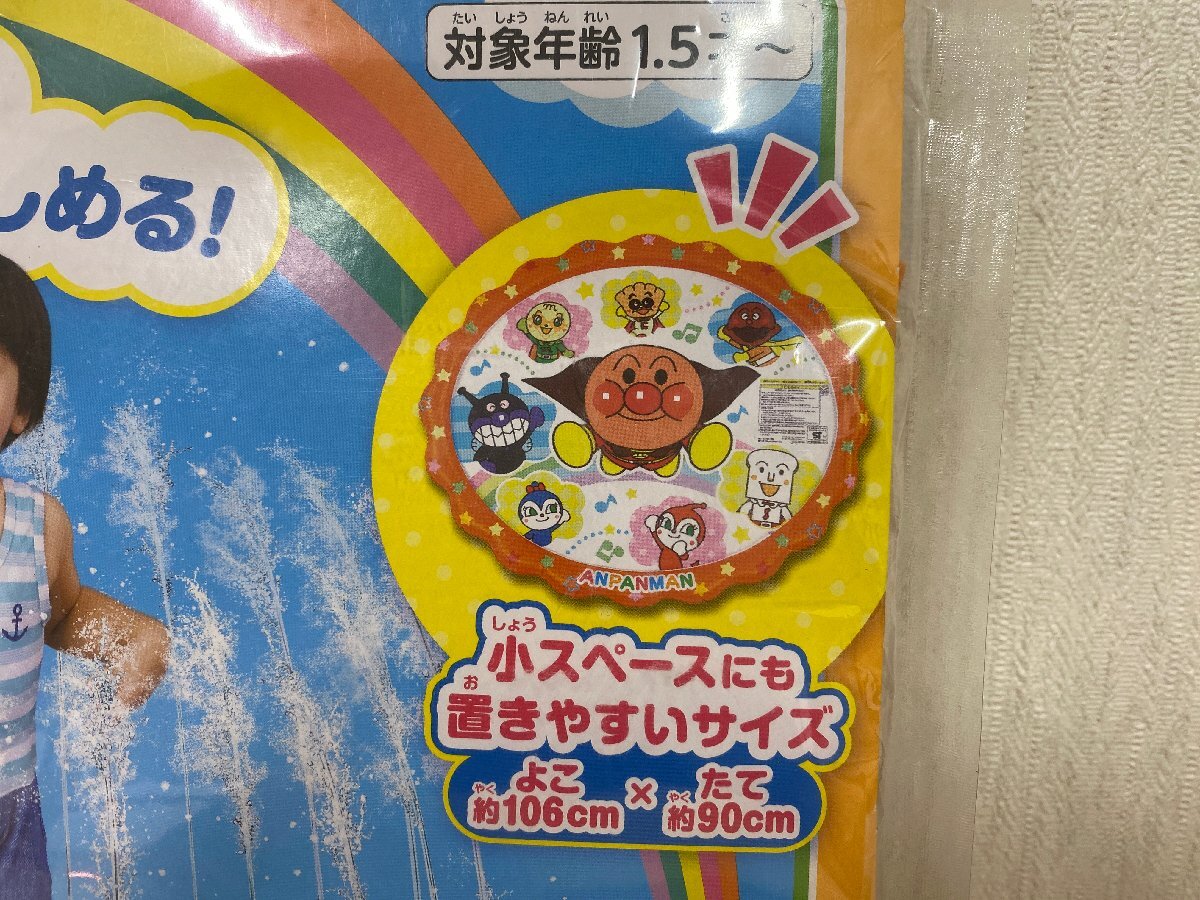 たいしょうねんれい
対象年齢1.5才～
しめる!
ANPANMAN
しょう
小スペースにも
お
置きやすいサイズ
よこ たて
やく やく
約106cm × 約90cm